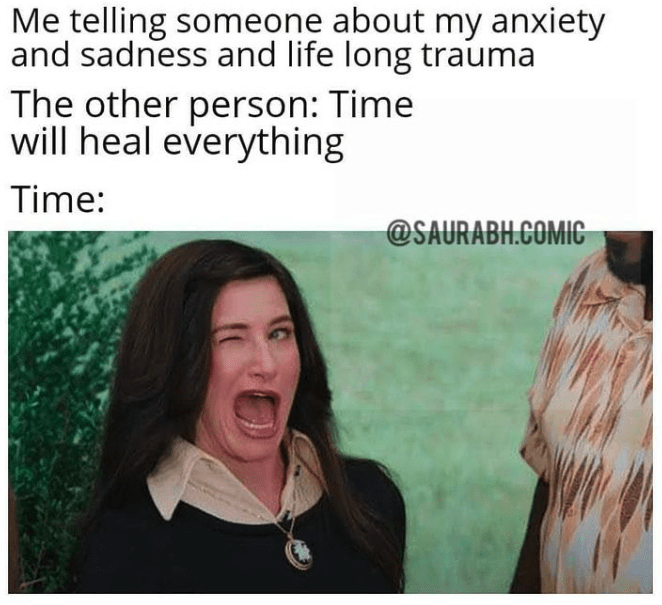 Me telling someone about my anxiety
and sadness and life long trauma
The other person: Time
will heal everything
Time:
@SAURABH.COMIC